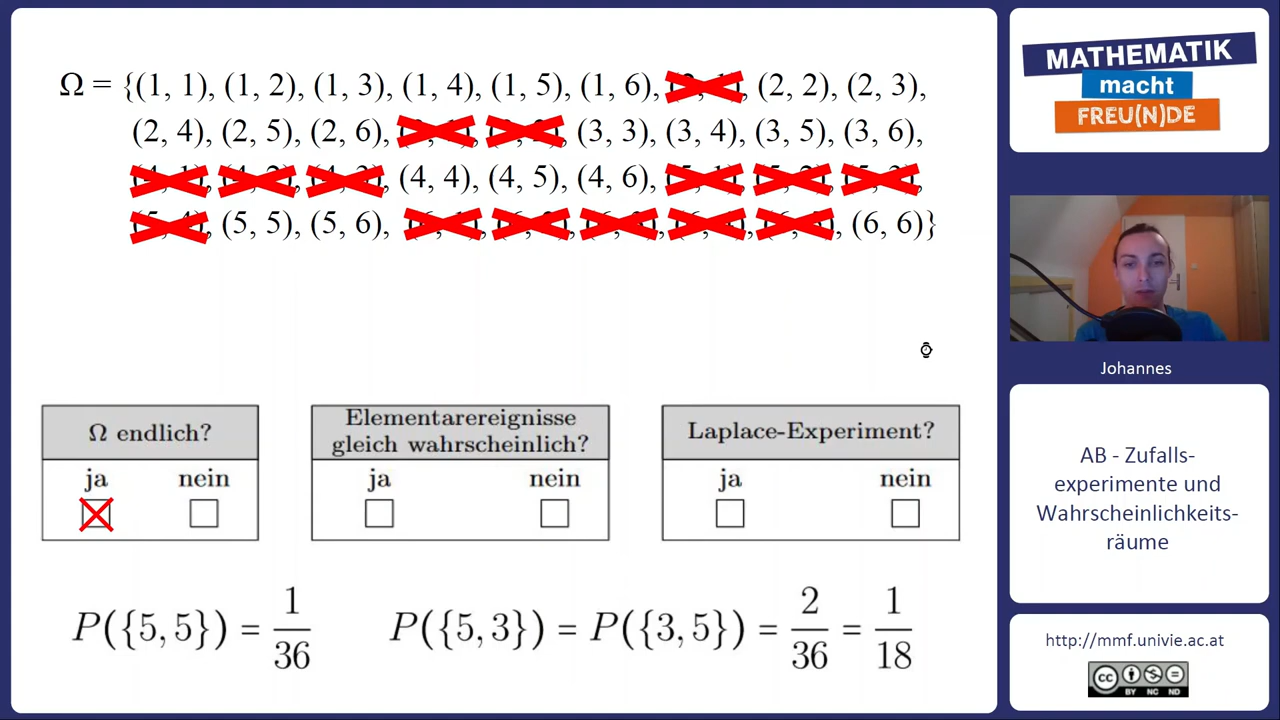 Ω = {(1, 1), (1, 2), (1, 3), (1, 4), (1, 5), (1, 6), (2, 2), (2, 3),
(2, 4), (2, 5), (2, 6), (3, 3), (3, 4), (3, 5), (3, 6),
(4, 4), (4, 5), (4, 6),
(5, 5), (5, 6), (6, 6)}
Ω endlich?
ja nein
Elementarereignisse
gleich wahrscheinlich?
ja nein
Laplace-Experiment?
ja nein
P({5, 5}) = 1/36
P({5, 3}) = P({3, 5}) = 2/36 = 1/18
MATHEMATIK
macht
FREU(N)DE
Johannes
AB - Zufalls-
experimente und
Wahrscheinlichkeits-
räume
http://mmf.univie.ac.at
cc
BY NC ND